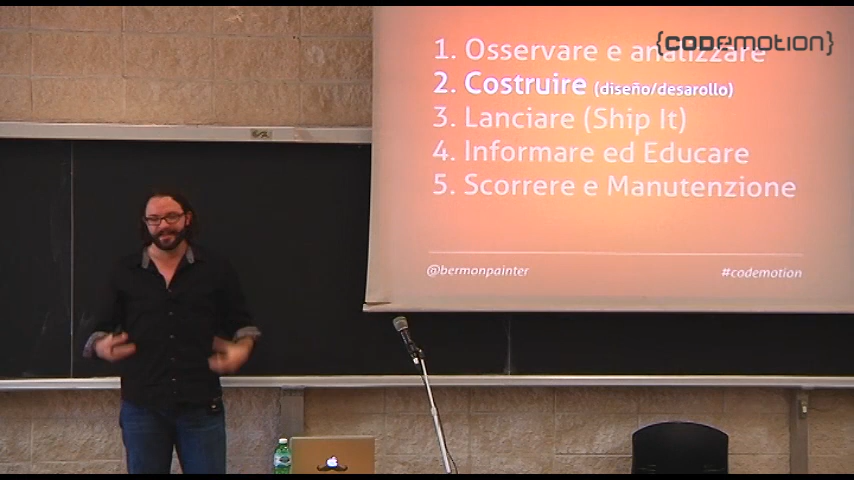 {codemotion}
1. Osservare e analizzare
2. Costruire (diseño/desarollo)
3. Lanciare (Ship It)
4. Informare ed Educare
5. Scorrere e Manutenzione
@bermonpainter
#codemotion